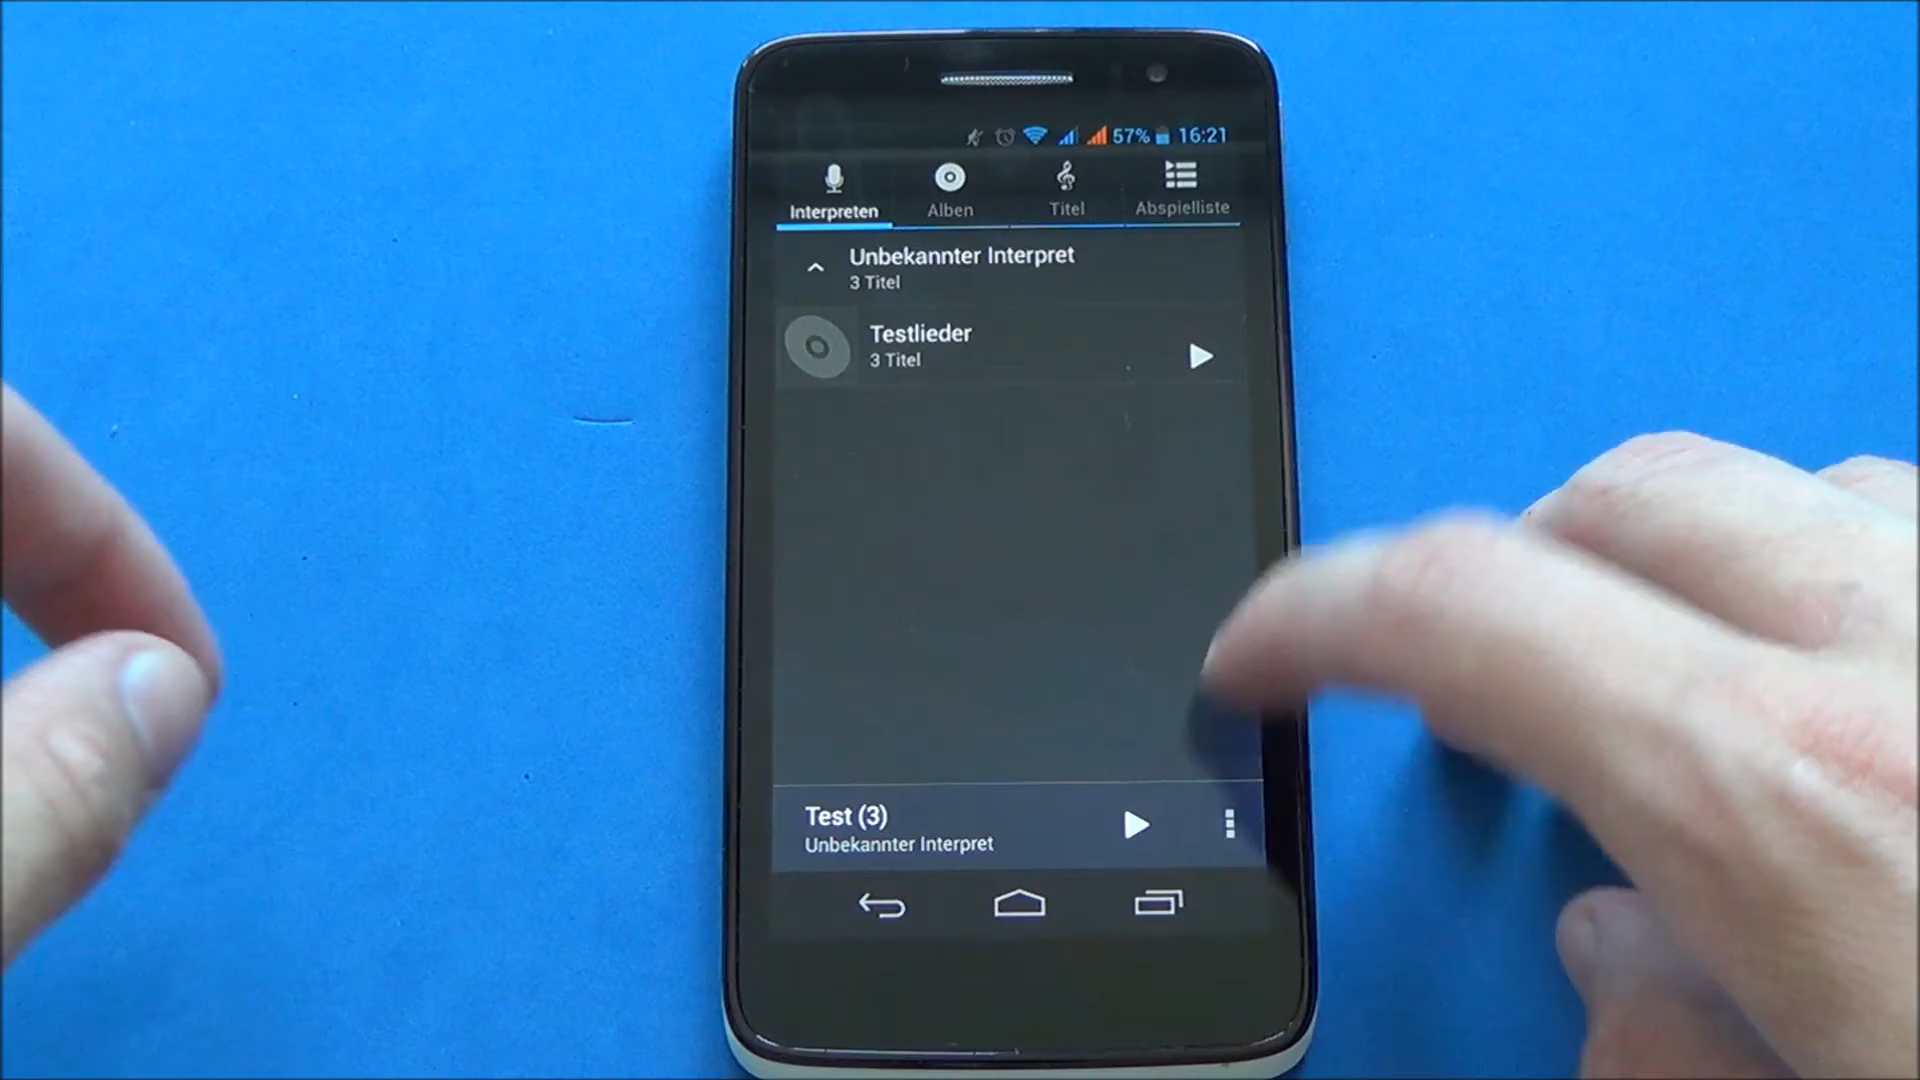 57% 16:21
Interpreten Alben Titel Abspielliste
Unbekannter Interpret
3 Titel
Testlieder
3 Titel
Test (3)
Unbekannter Interpret